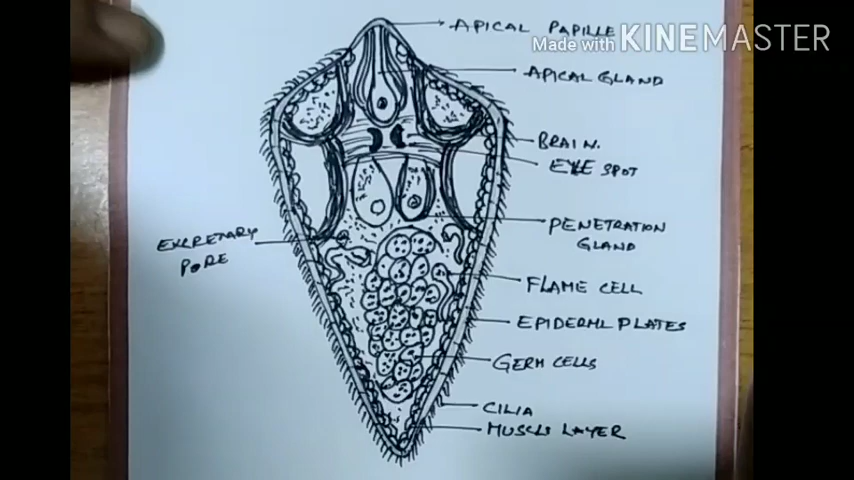 APICAL PAPILLE
Made with KINEMASTER
APICAL GLAND
BRAIN.
EYE SPOT
PENETRATION
GLAND
EXCRETARY
PORE
FLAME CELL
EPIDERML PLATES
GERM CELLS
CILIA
MUSCLE LAYER